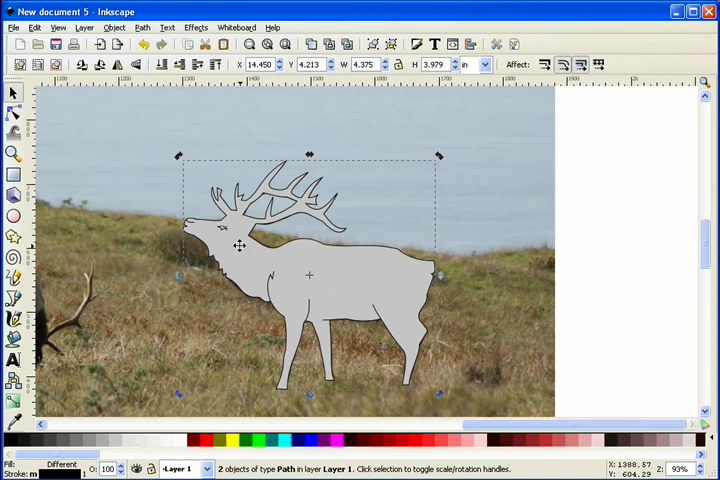 New document 5 - Inkscape
File Edit View Layer Object Path Text Effects Whiteboard Help
X 14.450 Y 4.213 W 4.375 H 3.979 in Affect:
Fill: Different
Stroke: m 1
O: 100
Layer 1
2 objects of type Path in layer Layer 1. Click selection to toggle scale/rotation handles.
X: 1388.57
Y: 604.29
Z: 93%